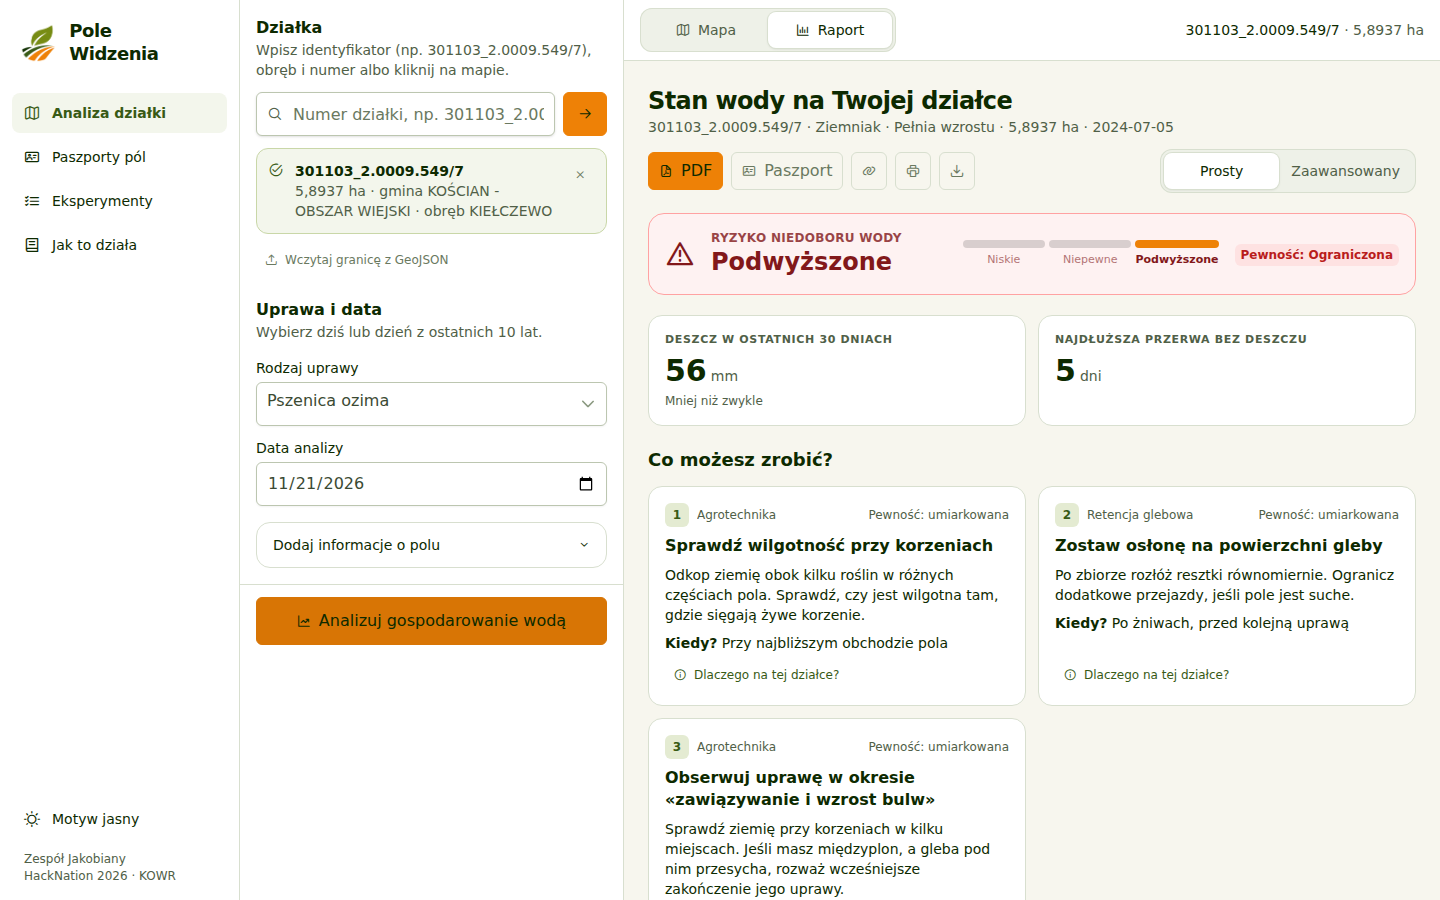 Pole
Widzenia
Analiza działki
Paszporty pól
Eksperymenty
Jak to działa
Motyw jasny
Zespół Jakobiany
HackNation 2026 · KOWR
Działka
Wpisz identyfikator (np. 301103_2.0009.549/7),
obręb i numer albo kliknij na mapie.
Numer działki, np. 301103_2.00
301103_2.0009.549/7
5,8937 ha · gmina KOŚCIAN -
OBSZAR WIEJSKI · obręb KIEŁCZEWO
Wczytaj granicę z GeoJSON
Uprawa i data
Wybierz dziś lub dzień z ostatnich 10 lat.
Rodzaj uprawy
Pszenica ozima
Data analizy
11/21/2026
Dodaj informacje o polu
Analizuj gospodarowanie wodą
Mapa
Raport
301103_2.0009.549/7 · 5,8937 ha
Stan wody na Twojej działce
301103_2.0009.549/7 · Ziemniak · Pełnia wzrostu · 5,8937 ha · 2024-07-05
PDF
Paszport
Prosty
Zaawansowany
RYZYKO NIEDOBORU WODY
Podwyższone
Niskie
Niepewne
Podwyższone
Pewność: Ograniczona
DESZCZ W OSTATNICH 30 DNIACH
56 mm
Mniej niż zwykle
NAJDŁUŻSZA PRZERWA BEZ DESZCZU
5 dni
Co możesz zrobić?
1 Agrotechnika
Pewność: umiarkowana
Sprawdź wilgotność przy korzeniach
Odkop ziemię obok kilku roślin w różnych
częściach pola. Sprawdź, czy jest wilgotna tam,
gdzie sięgają żywe korzenie.
Kiedy? Przy najbliższym obchodzie pola
Dlaczego na tej działce?
2 Retencja glebowa
Pewność: umiarkowana
Zostaw osłonę na powierzchni gleby
Po zbiorze rozłóż resztki równomiernie. Ogranicz
dodatkowe przejazdy, jeśli pole jest suche.
Kiedy? Po żniwach, przed kolejną uprawą
Dlaczego na tej działce?
3 Agrotechnika
Pewność: umiarkowana
Obserwuj uprawę w okresie
«zawiązywanie i wzrost bulw»
Sprawdź ziemię przy korzeniach w kilku
miejscach. Jeśli masz międzyplon, a gleba pod
nim przesycha, rozważ wcześniejsze
zakończenie jego uprawy.